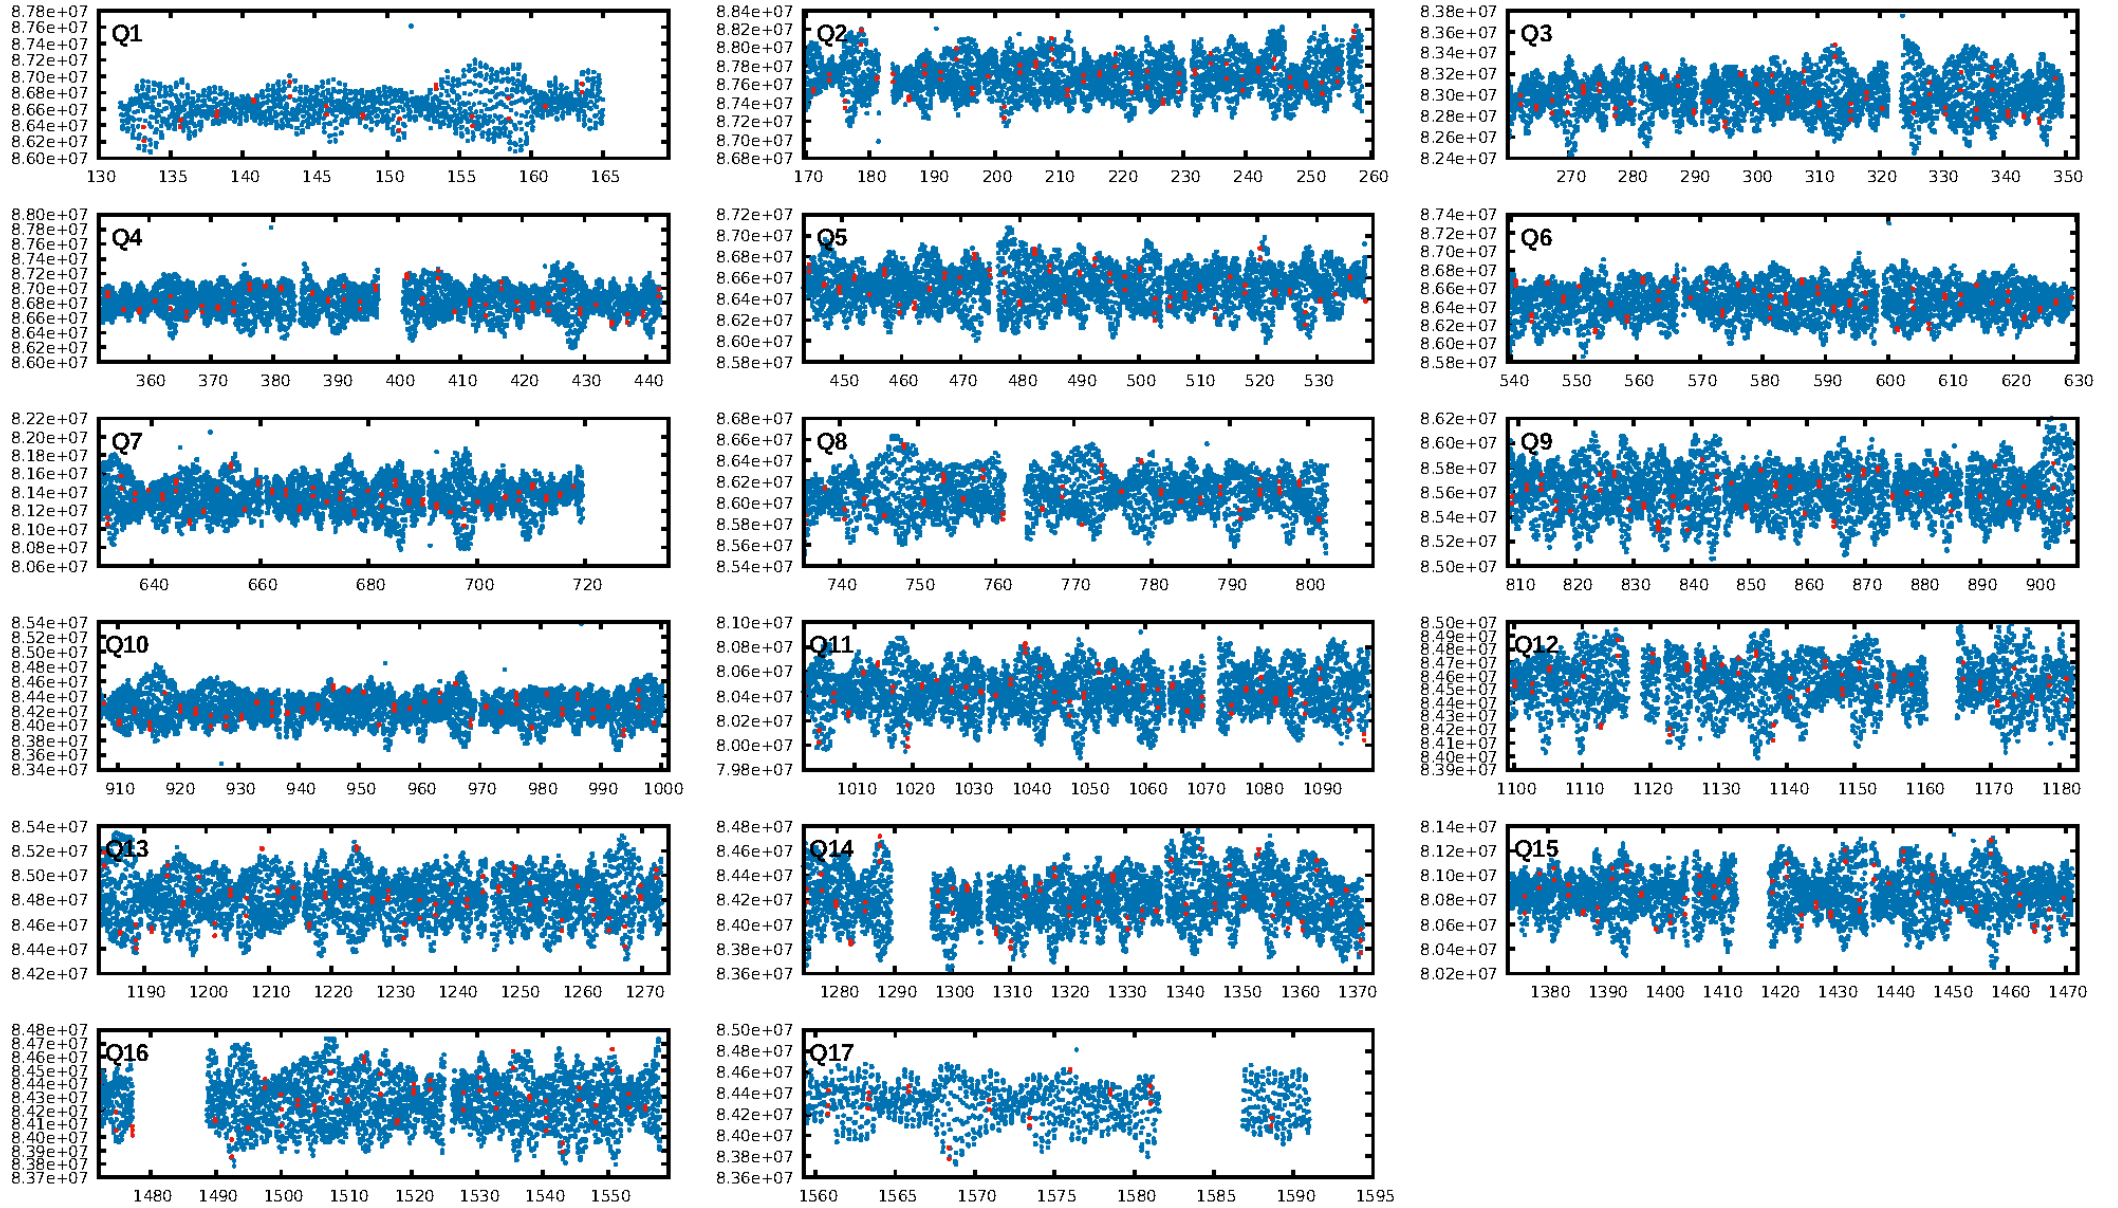 8.78e+07
8.76e+07
8.74e+07
8.72e+07
8.70e+07
8.68e+07
8.66e+07
8.64e+07
8.62e+07
8.60e+07
Q1
130 135 140 145 150 155 160 165
8.84e+07
8.82e+07
8.80e+07
8.78e+07
8.76e+07
8.74e+07
8.72e+07
8.70e+07
8.68e+07
Q2
170 180 190 200 210 220 230 240 250 260
8.38e+07
8.36e+07
8.34e+07
8.32e+07
8.30e+07
8.28e+07
8.26e+07
8.24e+07
Q3
270 280 290 300 310 320 330 340 350
8.80e+07
8.78e+07
8.76e+07
8.74e+07
8.72e+07
8.70e+07
8.68e+07
8.66e+07
8.64e+07
8.62e+07
8.60e+07
Q4
360 370 380 390 400 410 420 430 440
8.72e+07
8.70e+07
8.68e+07
8.66e+07
8.64e+07
8.62e+07
8.60e+07
8.58e+07
Q5
450 460 470 480 490 500 510 520 530
8.74e+07
8.72e+07
8.70e+07
8.68e+07
8.66e+07
8.64e+07
8.62e+07
8.60e+07
8.58e+07
Q6
540 550 560 570 580 590 600 610 620 630
8.22e+07
8.20e+07
8.18e+07
8.16e+07
8.14e+07
8.12e+07
8.10e+07
8.08e+07
8.06e+07
Q7
640 660 680 700 720
8.68e+07
8.66e+07
8.64e+07
8.62e+07
8.60e+07
8.58e+07
8.56e+07
8.54e+07
Q8
740 750 760 770 780 790 800
8.62e+07
8.60e+07
8.58e+07
8.56e+07
8.54e+07
8.52e+07
8.50e+07
Q9
810 820 830 840 850 860 870 880 890 900
8.54e+07
8.52e+07
8.50e+07
8.48e+07
8.46e+07
8.44e+07
8.42e+07
8.40e+07
8.38e+07
8.36e+07
8.34e+07
Q10
910 920 930 940 950 960 970 980 990 1000
8.10e+07
8.08e+07
8.06e+07
8.04e+07
8.02e+07
8.00e+07
7.98e+07
Q11
1010 1020 1030 1040 1050 1060 1070 1080 1090
8.50e+07
8.49e+07
8.48e+07
8.47e+07
8.46e+07
8.45e+07
8.44e+07
8.43e+07
8.42e+07
8.41e+07
8.40e+07
8.39e+07
Q12
1100 1110 1120 1130 1140 1150 1160 1170 1180
8.54e+07
8.52e+07
8.50e+07
8.48e+07
8.46e+07
8.44e+07
8.42e+07
Q13
1190 1200 1210 1220 1230 1240 1250 1260 1270
8.48e+07
8.46e+07
8.44e+07
8.42e+07
8.40e+07
8.38e+07
8.36e+07
Q14
1280 1290 1300 1310 1320 1330 1340 1350 1360 1370
8.14e+07
8.12e+07
8.10e+07
8.08e+07
8.06e+07
8.04e+07
8.02e+07
Q15
1380 1390 1400 1410 1420 1430 1440 1450 1460 1470
8.48e+07
8.47e+07
8.46e+07
8.45e+07
8.44e+07
8.43e+07
8.42e+07
8.41e+07
8.40e+07
8.39e+07
8.38e+07
8.37e+07
Q16
1480 1490 1500 1510 1520 1530 1540 1550
8.50e+07
8.48e+07
8.46e+07
8.44e+07
8.42e+07
8.40e+07
8.38e+07
8.36e+07
Q17
1560 1565 1570 1575 1580 1585 1590 1595